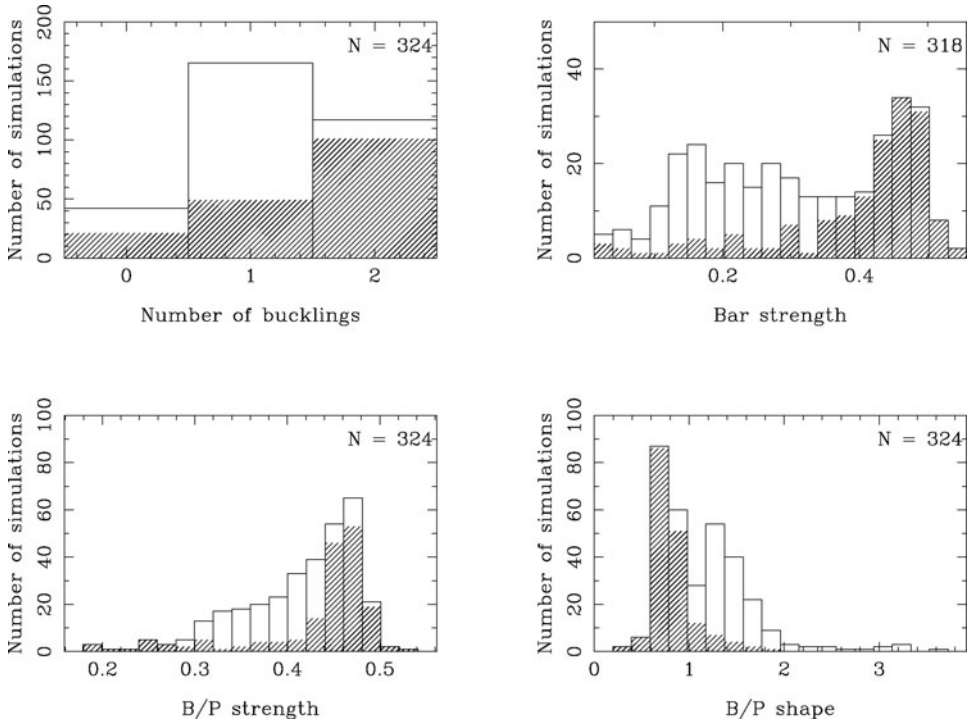 Number of simulations
0 50 100 150 200
N = 324
0 1 2
Number of bucklings
Number of simulations
0 20 40
N = 318
0.2 0.4
Bar strength
Number of simulations
0 20 40 60 80 100
N = 324
0.2 0.3 0.4 0.5
B/P strength
Number of simulations
0 20 40 60 80 100
N = 324
0 1 2 3
B/P shape